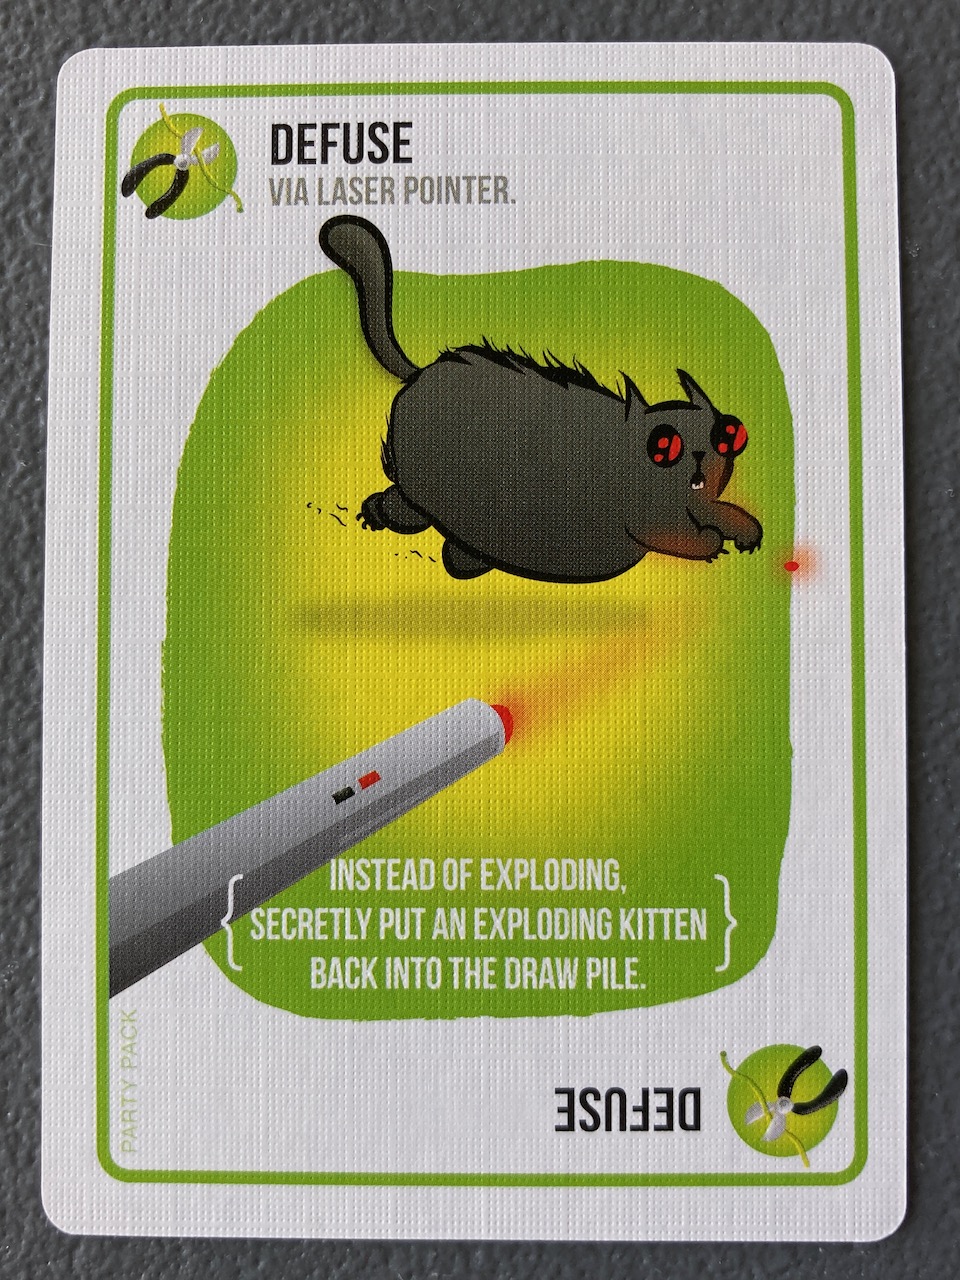 DEFUSE
VIA LASER POINTER.
INSTEAD OF EXPLODING,
SECRETLY PUT AN EXPLODING KITTEN
BACK INTO THE DRAW PILE.
PARTY PACK
DEFUSE